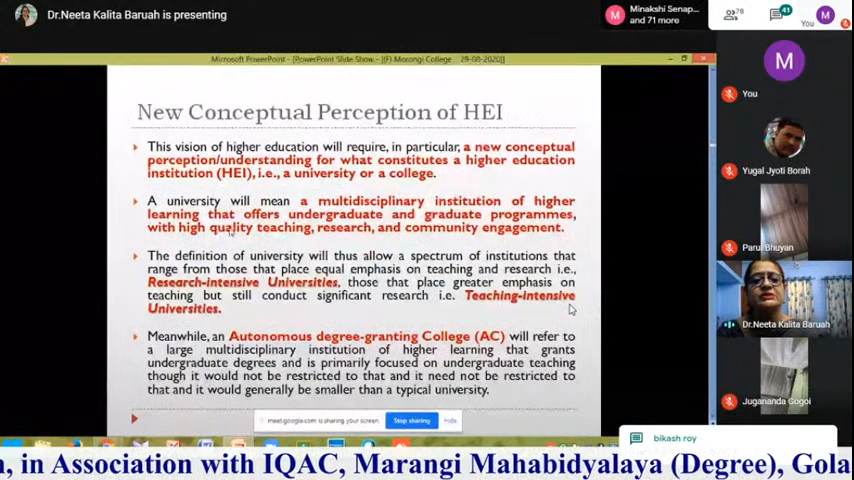 Dr.Neeta Kalita Baruah is presenting
M
Minakshi Senap...
and 71 more
78
41
You
M
Microsoft PowerPoint - [PowerPoint Slide Show - [(F) Morongi College 29-08-2020]]
New Conceptual Perception of HEI
This vision of higher education will require, in particular, a new conceptual
perception/understanding for what constitutes a higher education
institution (HEI), i.e., a university or a college.
A university will mean a multidisciplinary institution of higher
learning that offers undergraduate and graduate programmes,
with high quality teaching, research, and community engagement.
The definition of university will thus allow a spectrum of institutions that
range from those that place equal emphasis on teaching and research i.e.,
Research-intensive Universities, those that place greater emphasis on
teaching but still conduct significant research i.e. Teaching-intensive
Universities.
Meanwhile, an Autonomous degree-granting College (AC) will refer to
a large multidisciplinary institution of higher learning that grants
undergraduate degrees and is primarily focused on undergraduate teaching
though it would not be restricted to that and it need not be restricted to
that and it would generally be smaller than a typical university.
meet.google.com is sharing your screen.
Stop sharing
Hide
M
You
Yugal Jyoti Borah
Parul Bhuyan
Dr.Neeta Kalita Baruah
Jugananda Gogoi
bikash roy
n, in Association with IQAC, Marangi Mahabidyalaya (Degree), Gola